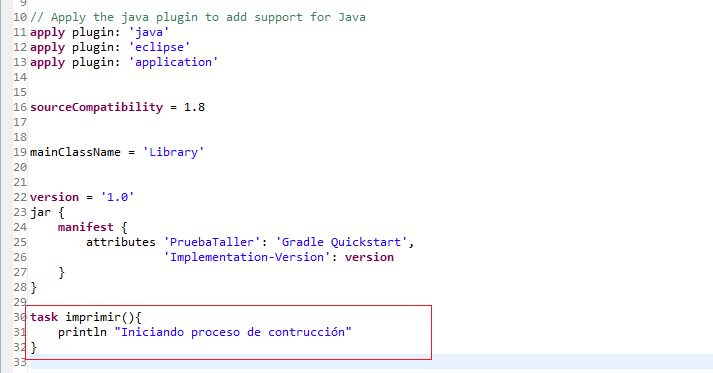 9
10 // Apply the java plugin to add support for Java
11 apply plugin: 'java'
12 apply plugin: 'eclipse'
13 apply plugin: 'application'
14
15
16 sourceCompatibility = 1.8
17
18
19 mainClassName = 'Library'
20
21
22 version = '1.0'
23 jar {
24     manifest {
25         attributes 'PruebaTaller': 'Gradle Quickstart',
26                    'Implementation-Version': version
27     }
28 }
29
30 task imprimir(){
31     println "Iniciando proceso de contrucción"
32 }
33